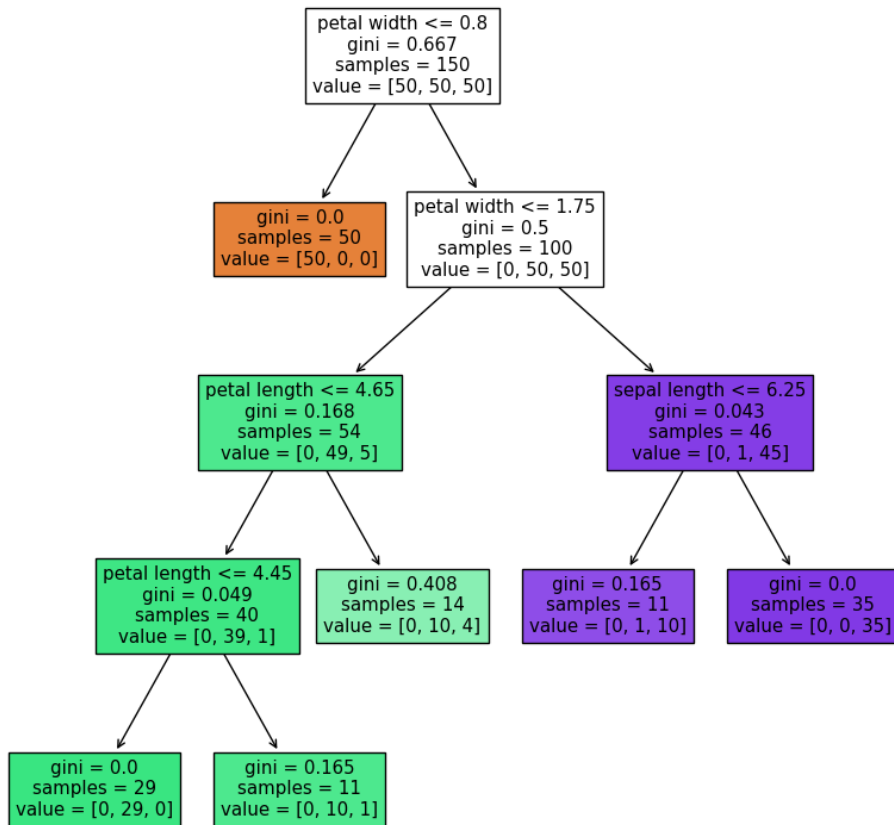 petal width <= 0.8
gini = 0.667
samples = 150
value = [50, 50, 50]
gini = 0.0
samples = 50
value = [50, 0, 0]
petal width <= 1.75
gini = 0.5
samples = 100
value = [0, 50, 50]
petal length <= 4.65
gini = 0.168
samples = 54
value = [0, 49, 5]
sepal length <= 6.25
gini = 0.043
samples = 46
value = [0, 1, 45]
petal length <= 4.45
gini = 0.049
samples = 40
value = [0, 39, 1]
gini = 0.408
samples = 14
value = [0, 10, 4]
gini = 0.165
samples = 11
value = [0, 1, 10]
gini = 0.0
samples = 35
value = [0, 0, 35]
gini = 0.0
samples = 29
value = [0, 29, 0]
gini = 0.165
samples = 11
value = [0, 10, 1]